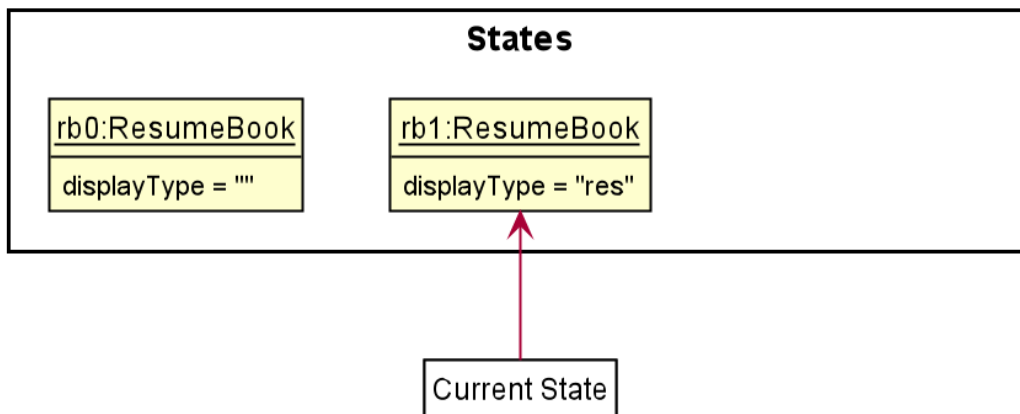 States
rb0:ResumeBook
displayType = ""
rb1:ResumeBook
displayType = "res"
Current State